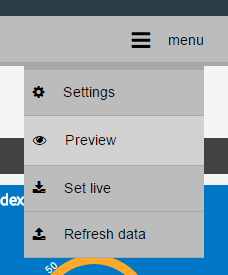 menu
Settings
Preview
Set live
dex
Refresh data
50